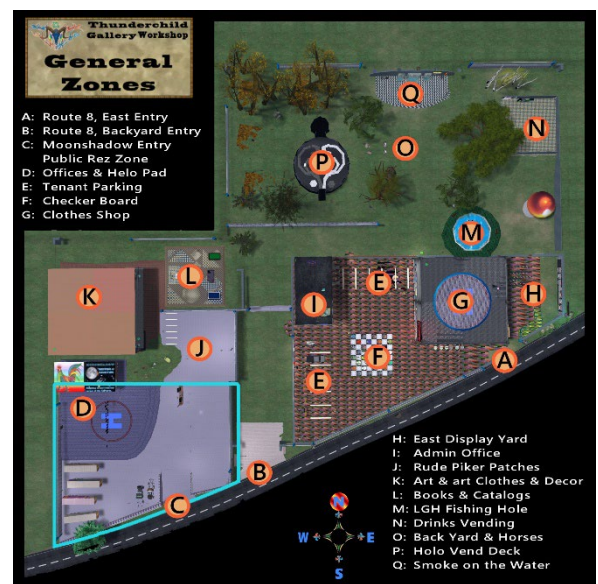 Thunderchild
Gallery Workshop
General
Zones
A: Route 8, East Entry
B: Route 8, Backyard Entry
C: Moonshadow Entry
Public Rez Zone
D: Offices & Helo Pad
E: Tenant Parking
F: Checker Board
G: Clothes Shop
Q
N
O
P
M
L
K
E
I
G
H
J
F
A
E
D
H
B
C
H: East Display Yard
I: Admin Office
J: Rude Piker Patches
K: Art & art Clothes & Decor
L: Books & Catalogs
M: LGH Fishing Hole
N: Drinks Vending
O: Back Yard & Horses
P: Holo Vend Deck
Q: Smoke on the Water
N
W E
S